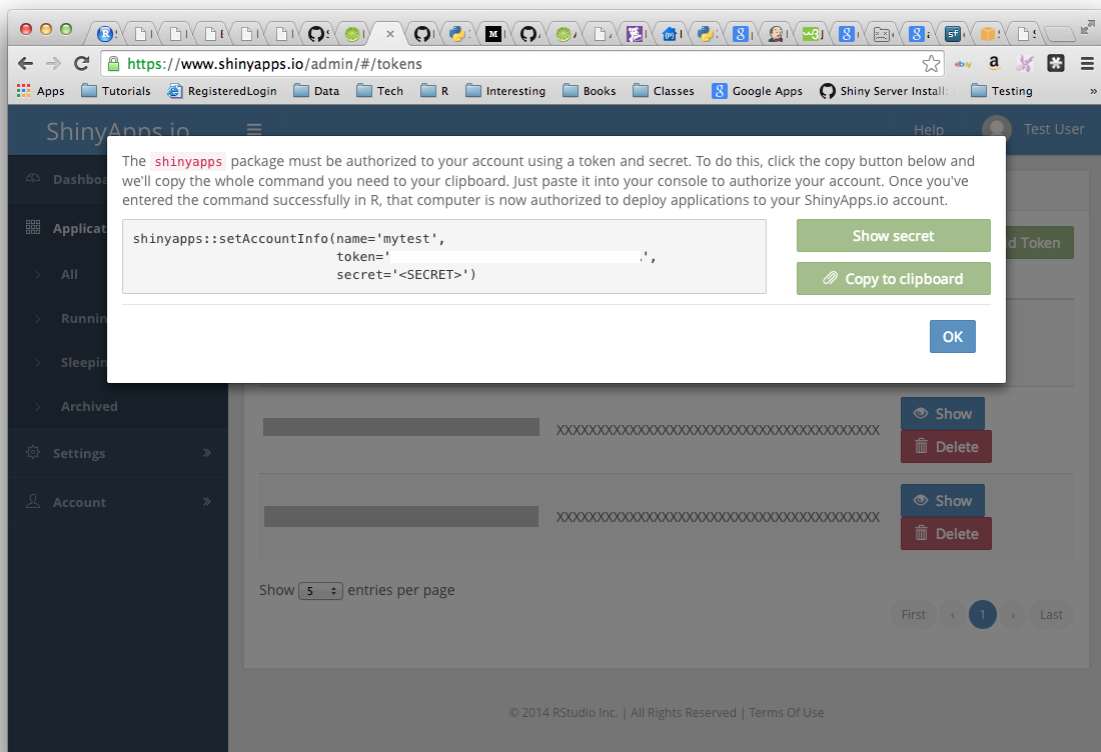 https://www.shinyapps.io/admin/#/tokens
ebay a
Apps Tutorials RegisteredLogin Data Tech R Interesting Books Classes Google Apps Shiny Server Install: Testing »
ShinyApps.io Help Test User
The shinyapps package must be authorized to your account using a token and secret. To do this, click the copy button below and
we'll copy the whole command you need to your clipboard. Just paste it into your console to authorize your account. Once you've
entered the command successfully in R, that computer is now authorized to deploy applications to your ShinyApps.io account.
shinyapps::setAccountInfo(name='mytest',
token=' ',
secret='<SECRET>')
Show secret
Copy to clipboard
OK
d Token
Dashboa
Applicat
All
Runnin
Sleepin
Archived
Settings »
Account »
XXXXXXXXXXXXXXXXXXXXXXXXXXXXXXXXXXXXXXXX
Show
Delete
XXXXXXXXXXXXXXXXXXXXXXXXXXXXXXXXXXXXXXXX
Show
Delete
Show 5 entries per page
First ‹ 1 › Last
© 2014 RStudio Inc. | All Rights Reserved | Terms Of Use